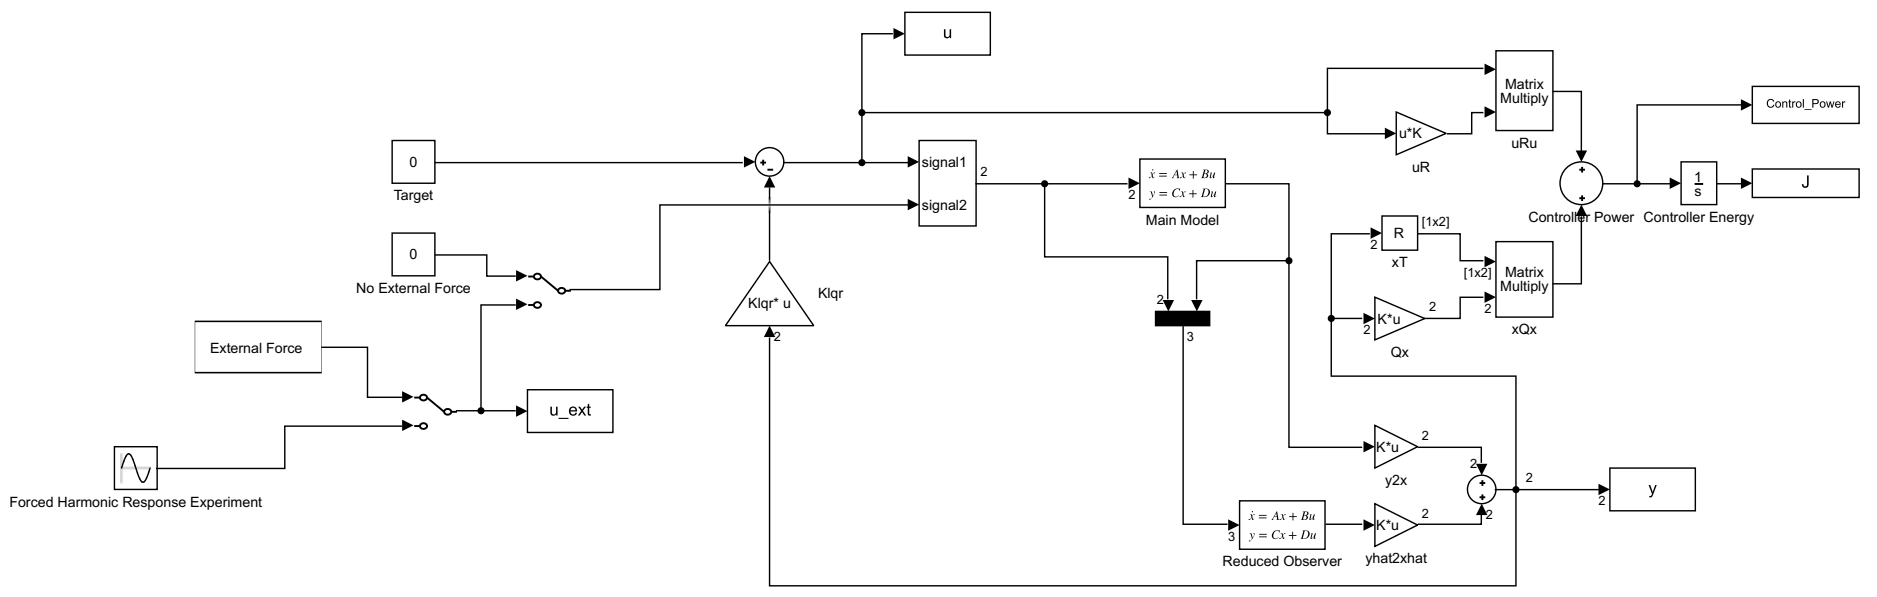 u
Matrix
Multiply
uRu
u*K
uR
Control_Power
0
Target
+
-
signal1
signal2
2
2
ẋ = Ax + Bu
y = Cx + Du
Main Model
+
+
Controller Power
1
s
Controller Energy
J
0
No External Force
Klqr* u
Klqr
2
R
2
xT
[1x2]
[1x2]
Matrix
Multiply
2
xQx
K*u
2
2
Qx
2
3
External Force
u_ext
Forced Harmonic Response Experiment
K*u
2
y2x
2
+
+
2
2
2
y
3
ẋ = Ax + Bu
y = Cx + Du
Reduced Observer
K*u
2
yhat2xhat